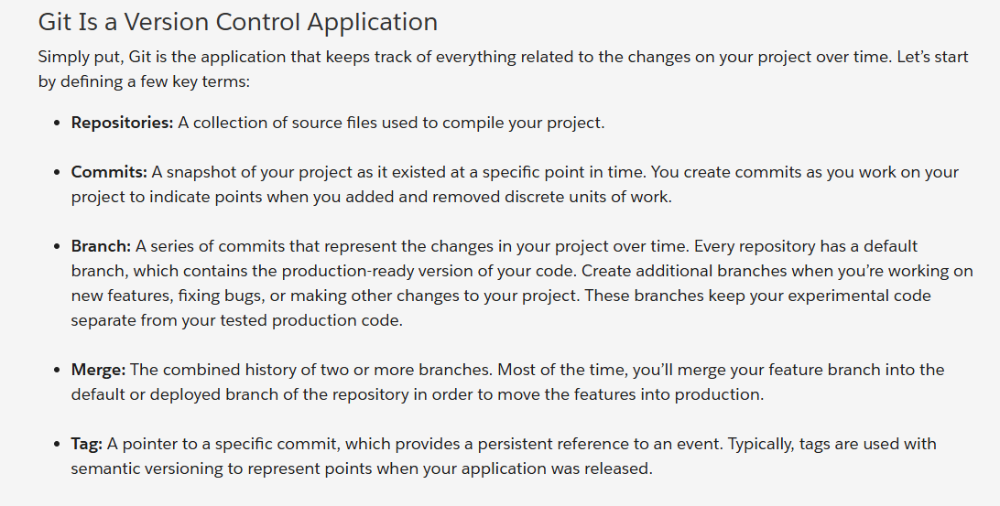 Git Is a Version Control Application
Simply put, Git is the application that keeps track of everything related to the changes on your project over time. Let’s start
by defining a few key terms:
• Repositories: A collection of source files used to compile your project.
• Commits: A snapshot of your project as it existed at a specific point in time. You create commits as you work on your
project to indicate points when you added and removed discrete units of work.
• Branch: A series of commits that represent the changes in your project over time. Every repository has a default
branch, which contains the production-ready version of your code. Create additional branches when you’re working on
new features, fixing bugs, or making other changes to your project. These branches keep your experimental code
separate from your tested production code.
• Merge: The combined history of two or more branches. Most of the time, you’ll merge your feature branch into the
default or deployed branch of the repository in order to move the features into production.
• Tag: A pointer to a specific commit, which provides a persistent reference to an event. Typically, tags are used with
semantic versioning to represent points when your application was released.